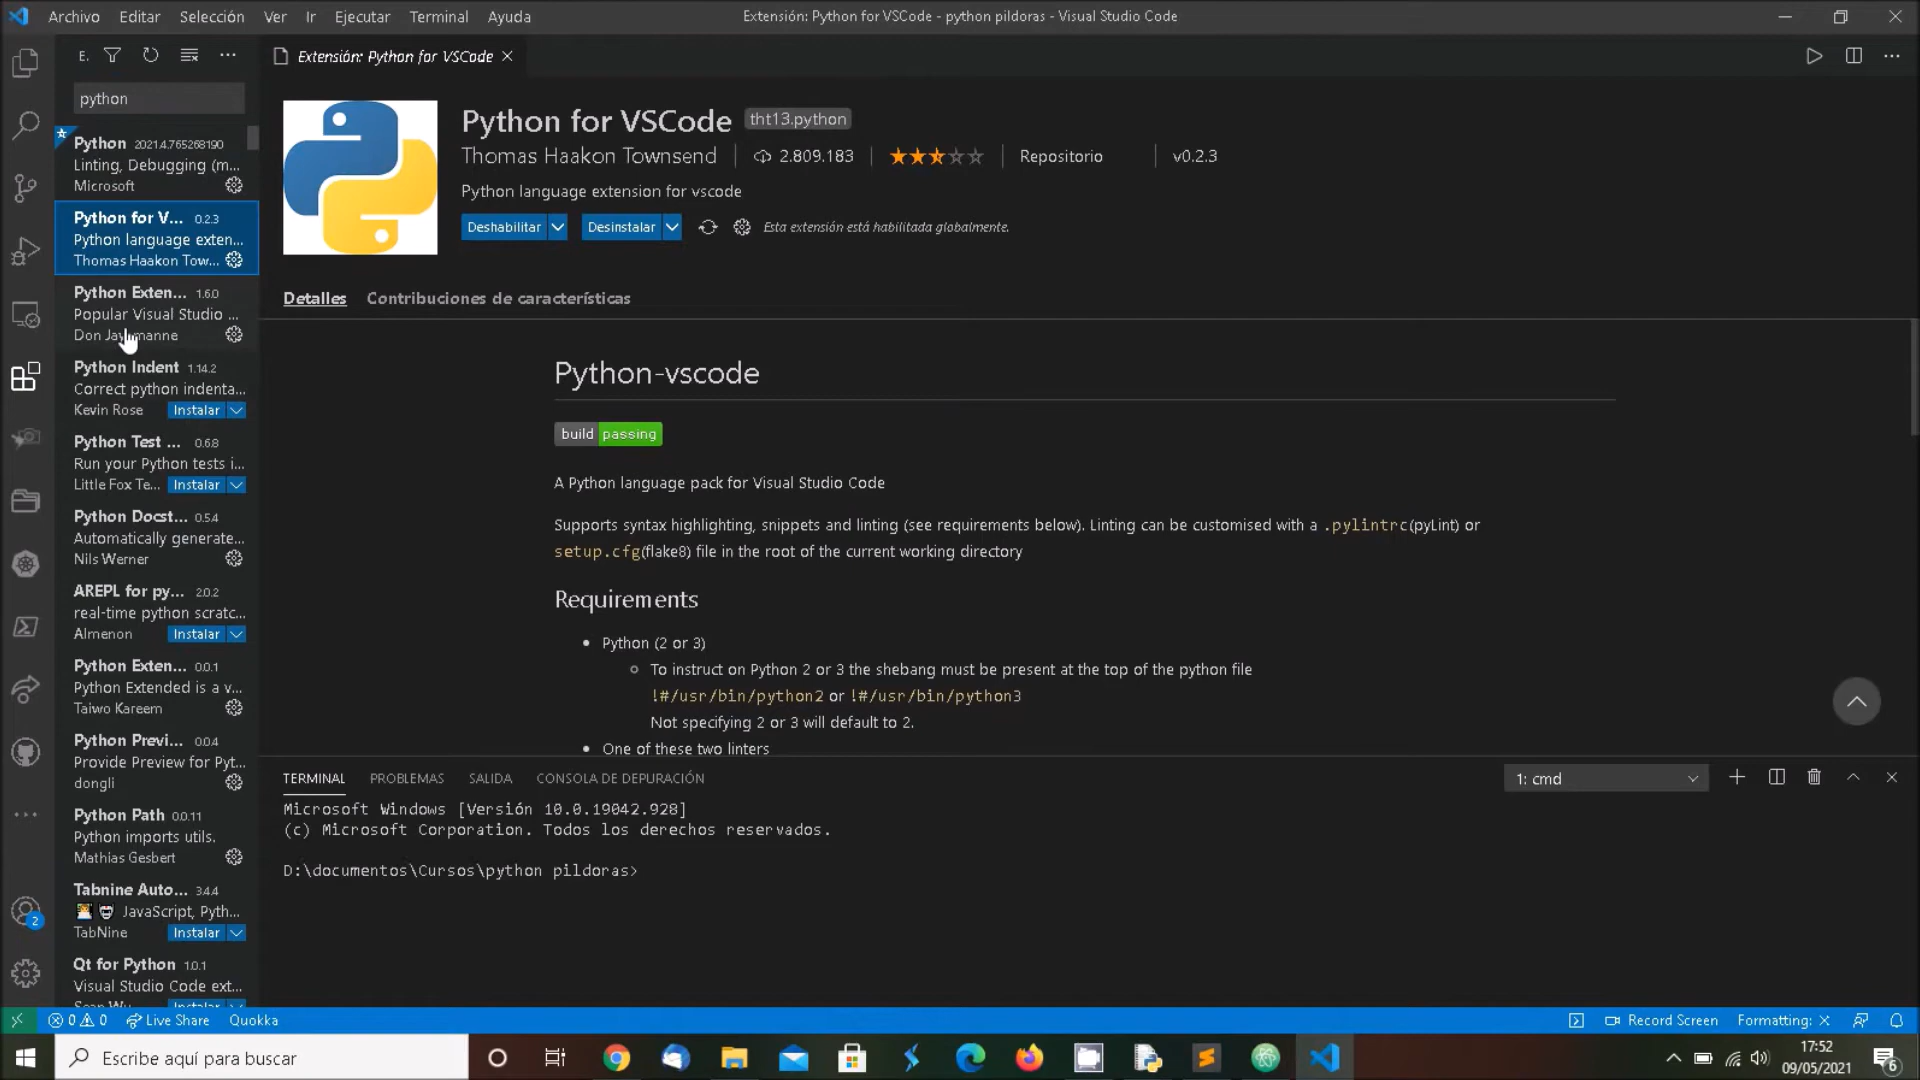 Archivo Editar Selección Ver Ir Ejecutar Terminal Ayuda
Extensión: Python for VSCode - python pildoras - Visual Studio Code
E.
Extensión: Python for VSCode
python
Python 2021.4.765268190
Linting, Debugging (m...
Microsoft
Python for V... 0.2.3
Python language exten...
Thomas Haakon Tow...
Python Exten... 1.6.0
Popular Visual Studio ...
Don Jayamanne
Python Indent 1.14.2
Correct python indenta...
Kevin Rose Instalar
Python Test ... 0.6.8
Run your Python tests i...
Little Fox Te... Instalar
Python Docst... 0.5.4
Automatically generate...
Nils Werner
AREPL for py... 2.0.2
real-time python scratc...
Almenon Instalar
Python Exten... 0.0.1
Python Extended is a v...
Taiwo Kareem
Python Previ... 0.0.4
Provide Preview for Pyt...
dongli
Python Path 0.0.11
Python imports utils.
Mathias Gesbert
Tabnine Auto... 3.4.4
JavaScript, Pyth...
TabNine Instalar
Qt for Python 1.0.1
Visual Studio Code ext...
Python for VSCode tht13.python
Thomas Haakon Townsend 2.809.183 Repositorio v0.2.3
Python language extension for vscode
Deshabilitar Desinstalar Esta extensión está habilitada globalmente.
Detalles Contribuciones de características
Python-vscode
build passing
A Python language pack for Visual Studio Code
Supports syntax highlighting, snippets and linting (see requirements below). Linting can be customised with a .pylintrc(pyLint) or
setup.cfg(flake8) file in the root of the current working directory
Requirements
Python (2 or 3)
To instruct on Python 2 or 3 the shebang must be present at the top of the python file
!#/usr/bin/python2 or !#/usr/bin/python3
Not specifying 2 or 3 will default to 2.
One of these two linters
TERMINAL PROBLEMAS SALIDA CONSOLA DE DEPURACIÓN
1: cmd
Microsoft Windows [Versión 10.0.19042.928]
(c) Microsoft Corporation. Todos los derechos reservados.
D:\documentos\Cursos\python pildoras>
2
0 0 Live Share Quokka
Record Screen Formatting: X
Escribe aquí para buscar
17:52
09/05/2021
6